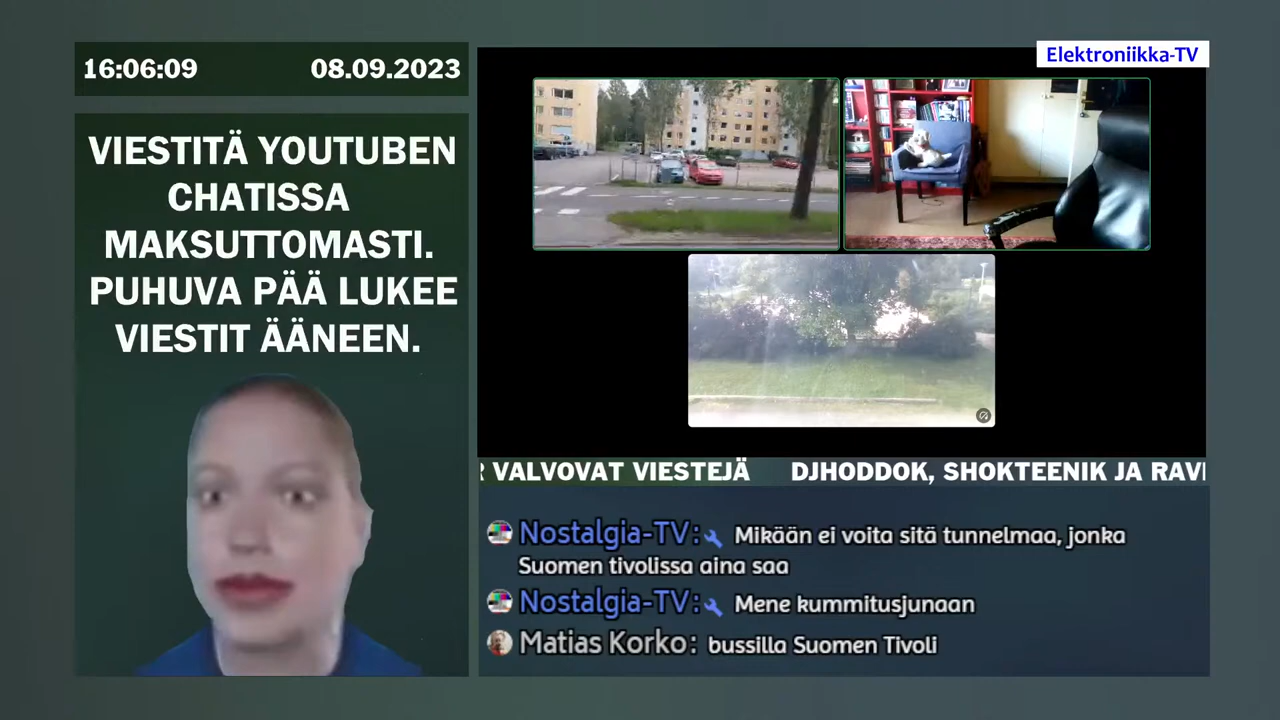 16:06:09 08.09.2023
VIESTITÄ YOUTUBEN
CHATISSA
MAKSUTTOMASTI.
PUHUVA PÄÄ LUKEE
VIESTIT ÄÄNEEN.
Elektroniikka-TV
VALVOVAT VIESTEJÄ DJHODDOK, SHOKTEENIK JA
Nostalgia-TV: Mikään ei voita sitä tunnelmaa, jonka
Suomen tivolissa aina saa
Nostalgia-TV: Mene kummitusjunaan
Matias Korko: bussilla Suomen Tivoli